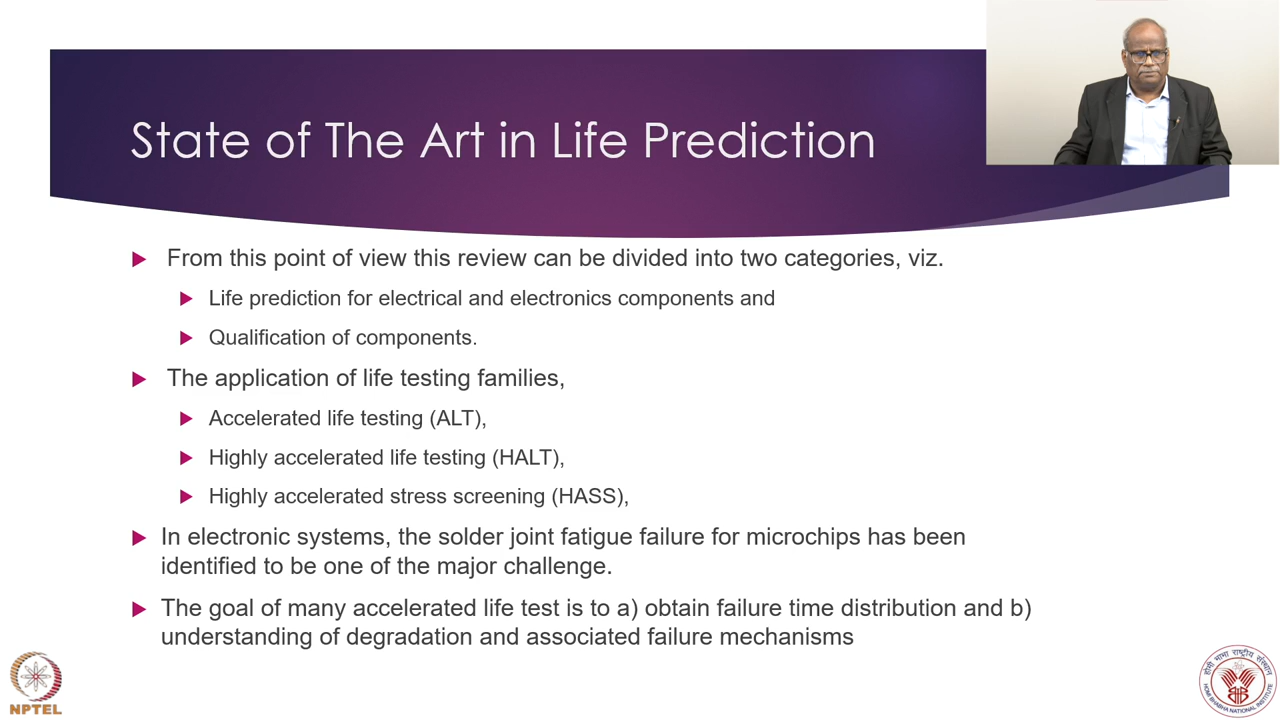 State of The Art in Life Prediction
From this point of view this review can be divided into two categories, viz.
Life prediction for electrical and electronics components and
Qualification of components.
The application of life testing families,
Accelerated life testing (ALT),
Highly accelerated life testing (HALT),
Highly accelerated stress screening (HASS),
In electronic systems, the solder joint fatigue failure for microchips has been
identified to be one of the major challenge.
The goal of many accelerated life test is to a) obtain failure time distribution and b)
understanding of degradation and associated failure mechanisms
NPTEL
होमी भाभा राष्ट्रीय संस्थान
HOMI BHABHA NATIONAL INSTITUTE